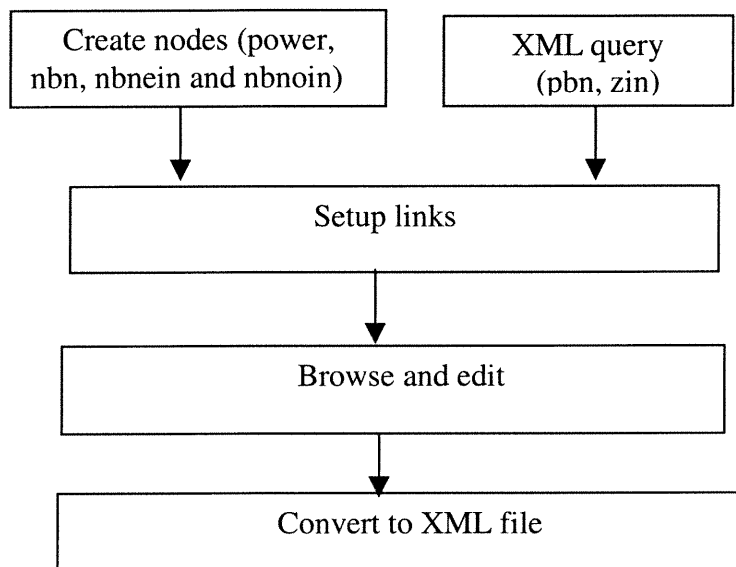 Create nodes (power,
nbn, nbnein and nbnoin)
XML query
(pbn, zin)
Setup links
Browse and edit
Convert to XML file